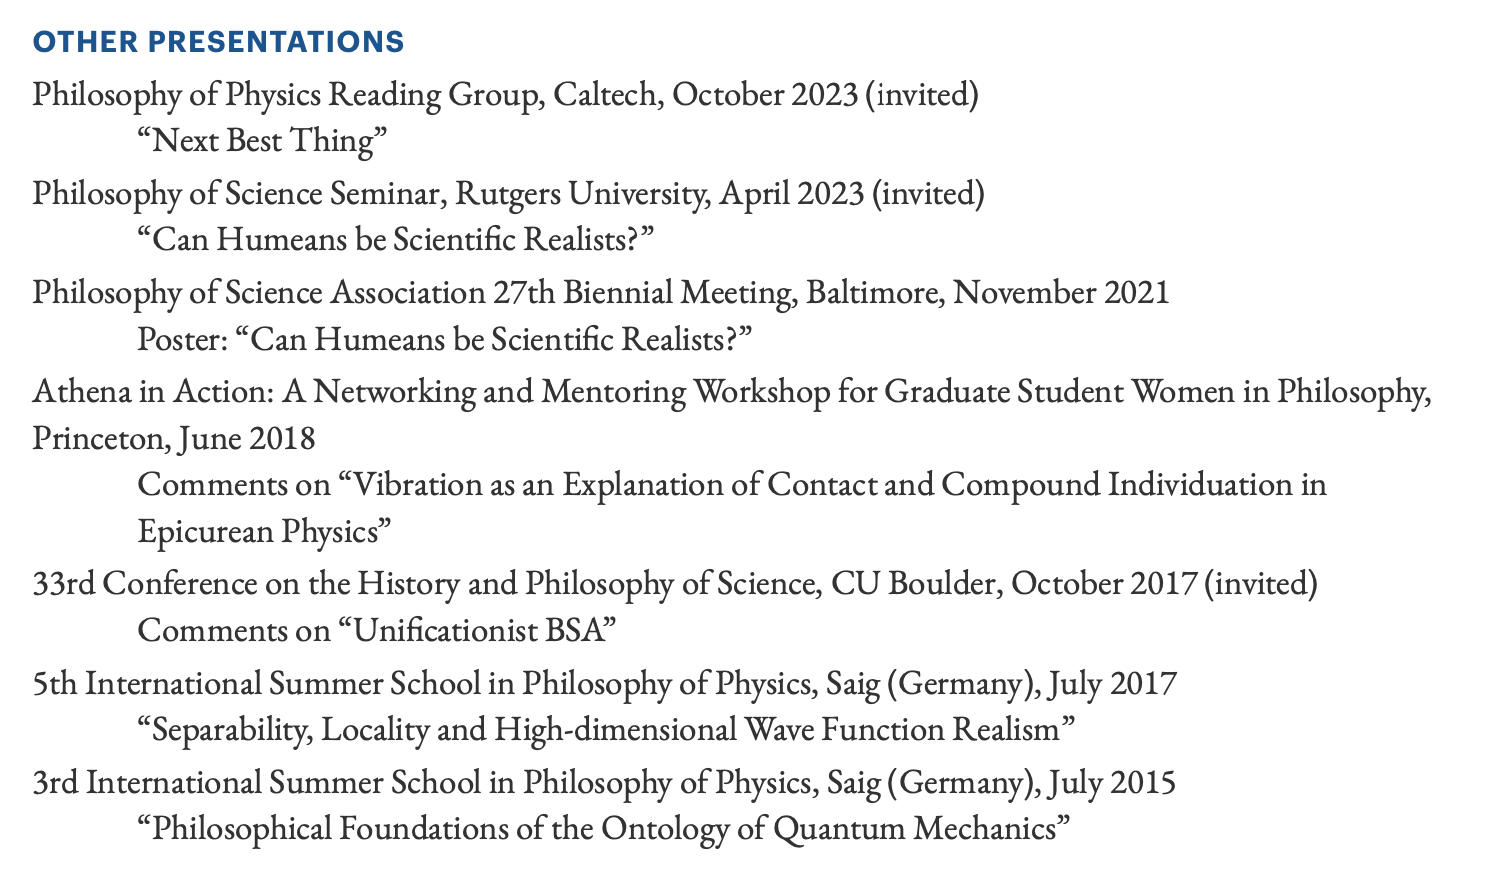 OTHER PRESENTATIONS
Philosophy of Physics Reading Group, Caltech, October 2023 (invited)
“Next Best Thing”
Philosophy of Science Seminar, Rutgers University, April 2023 (invited)
“Can Humeans be Scientific Realists?”
Philosophy of Science Association 27th Biennial Meeting, Baltimore, November 2021
Poster: “Can Humeans be Scientific Realists?”
Athena in Action: A Networking and Mentoring Workshop for Graduate Student Women in Philosophy,
Princeton, June 2018
Comments on “Vibration as an Explanation of Contact and Compound Individuation in
Epicurean Physics”
33rd Conference on the History and Philosophy of Science, CU Boulder, October 2017 (invited)
Comments on “Unificationist BSA”
5th International Summer School in Philosophy of Physics, Saig (Germany), July 2017
“Separability, Locality and High-dimensional Wave Function Realism”
3rd International Summer School in Philosophy of Physics, Saig (Germany), July 2015
“Philosophical Foundations of the Ontology of Quantum Mechanics”